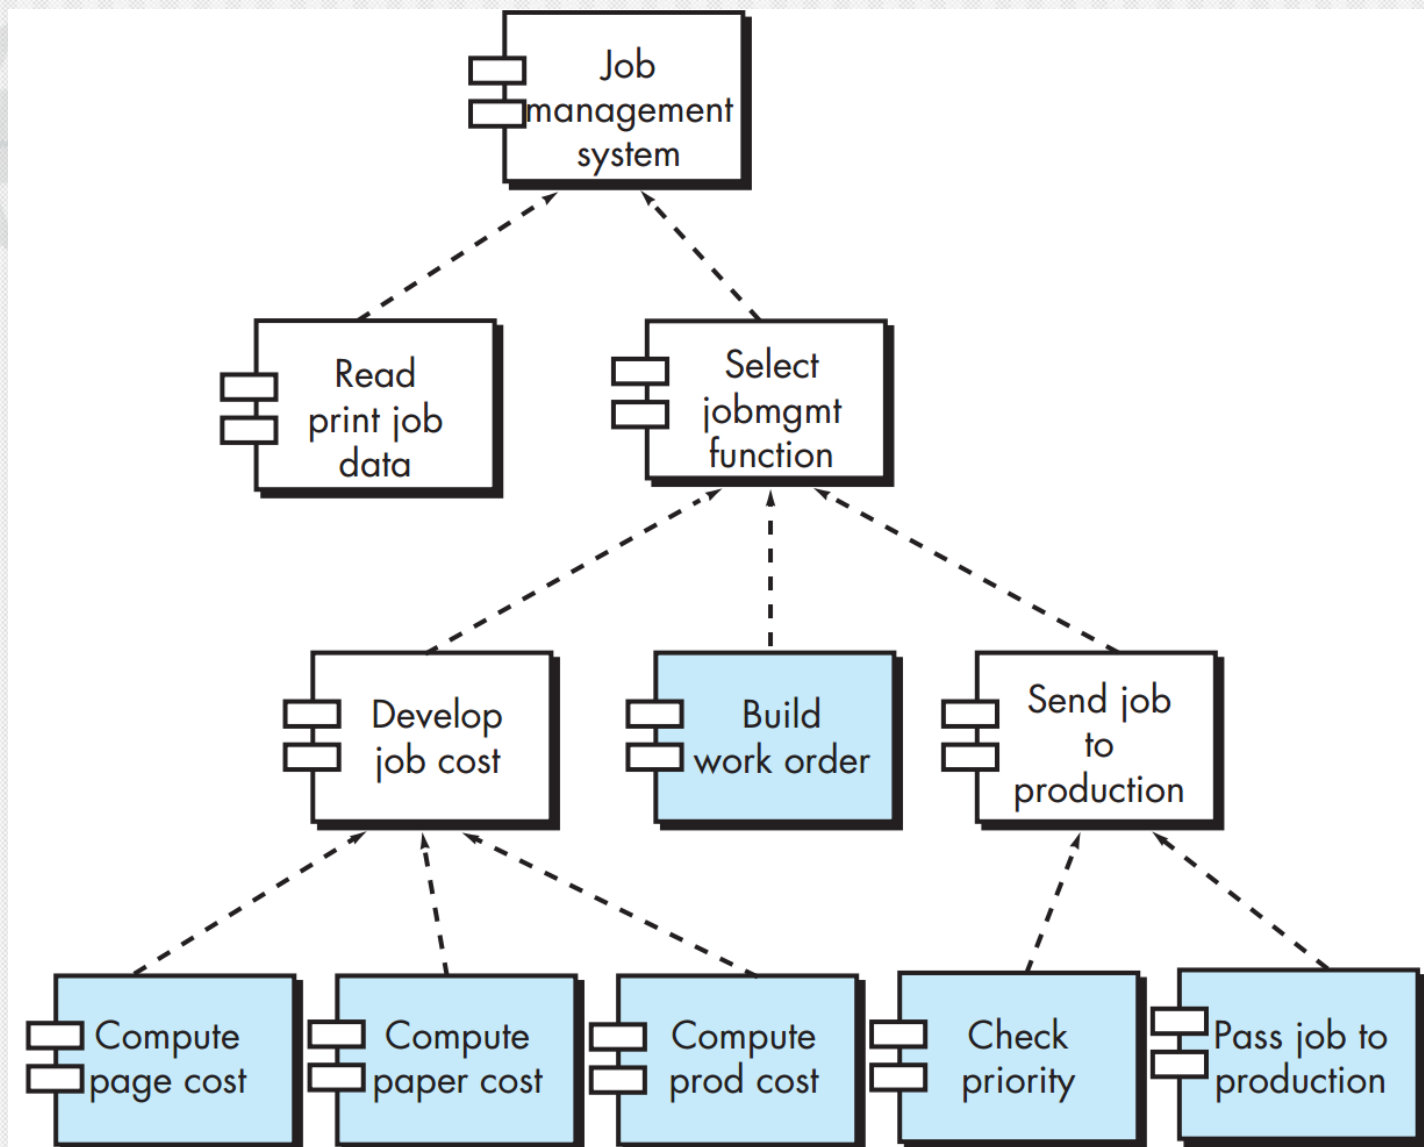 Job
management
system
Read
print job
data
Select
jobmgmt
function
Develop
job cost
Build
work order
Send job
to
production
Compute
page cost
Compute
paper cost
Compute
prod cost
Check
priority
Pass job to
production